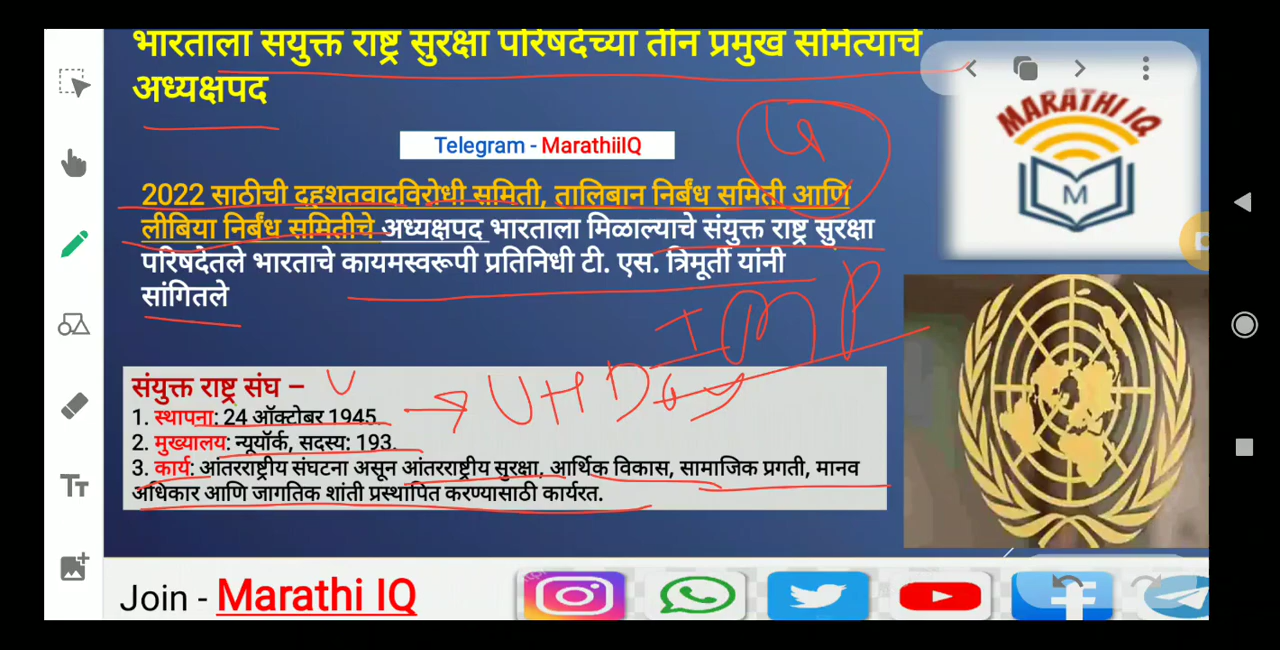 भारताला संयुक्त राष्ट्र सुरक्षा परिषदेच्या तीन प्रमुख समित्यांचे
अध्यक्षपद
MARATHI IQ
M
Telegram - MarathiiIQ
2022 साठीची दहशतवादविरोधी समिती, तालिबान निर्बंध समिती आणि
लीबिया निर्बंध समितीचे अध्यक्षपद भारताला मिळाल्याचे संयुक्त राष्ट्र सुरक्षा
परिषदेतले भारताचे कायमस्वरूपी प्रतिनिधी टी. एस. त्रिमूर्ती यांनी
सांगितले
IMP
संयुक्त राष्ट्र संघ –
1. स्थापना: 24 ऑक्टोबर 1945.
2. मुख्यालय: न्यूयॉर्क, सदस्य: 193.
3. कार्य: आंतरराष्ट्रीय संघटना असून आंतरराष्ट्रीय सुरक्षा, आर्थिक विकास, सामाजिक प्रगती, मानव
अधिकार आणि जागतिक शांती प्रस्थापित करण्यासाठी कार्यरत.
Join - Marathi IQ
Tт